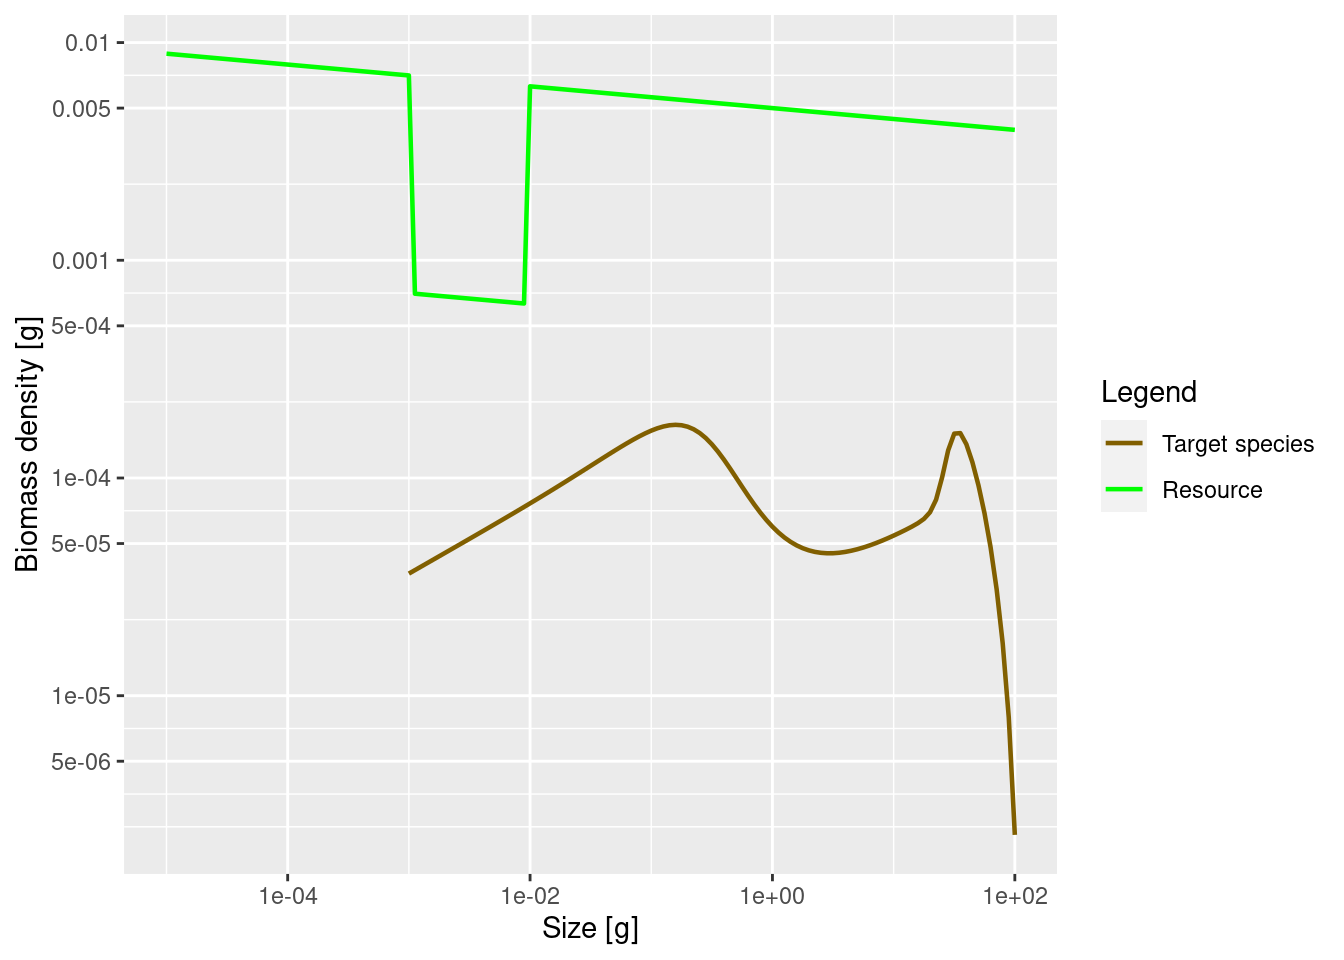 0.01
0.005
0.001
5e-04
1e-04
5e-05
1e-05
5e-06
Biomass density [g]
1e-04
1e-02
1e+00
1e+02
Size [g]
Legend
Target species
Resource